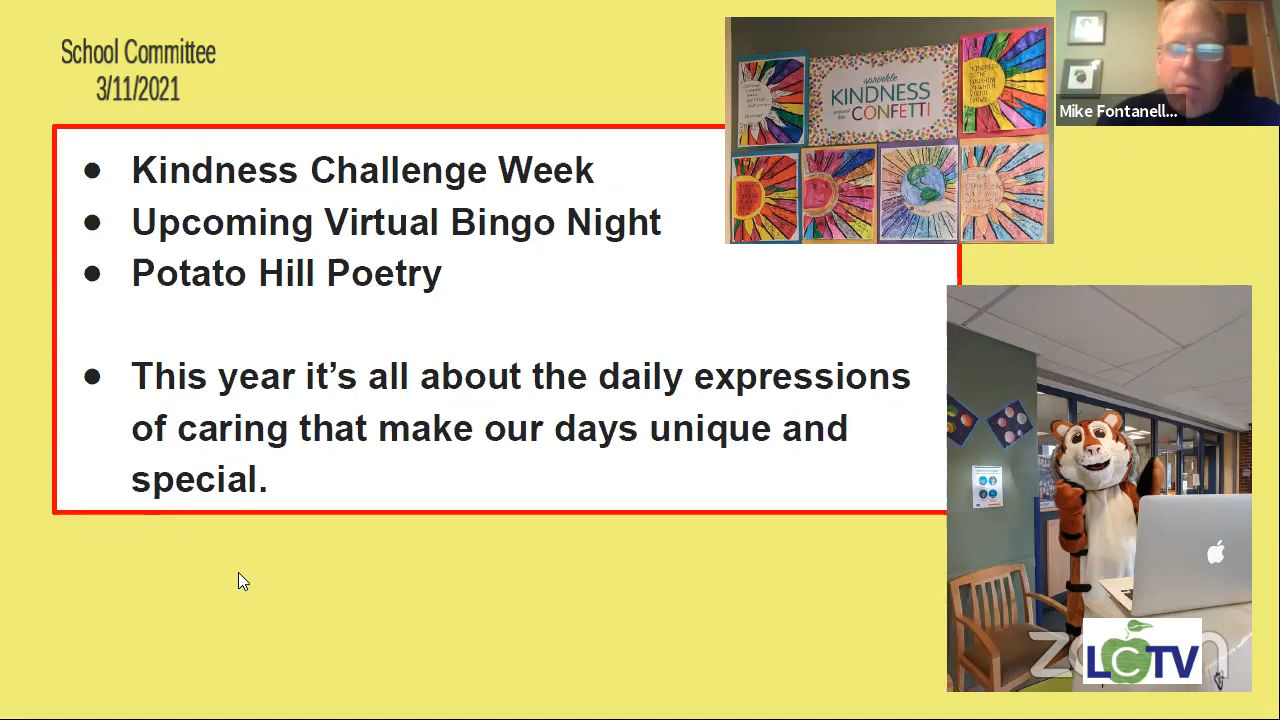 School Committee
3/11/2021
sprinkle
KINDNESS
CONFETTI
Mike Fontanell...
● Kindness Challenge Week
● Upcoming Virtual Bingo Night
● Potato Hill Poetry
● This year it’s all about the daily expressions
of caring that make our days unique and
special.
LCTV